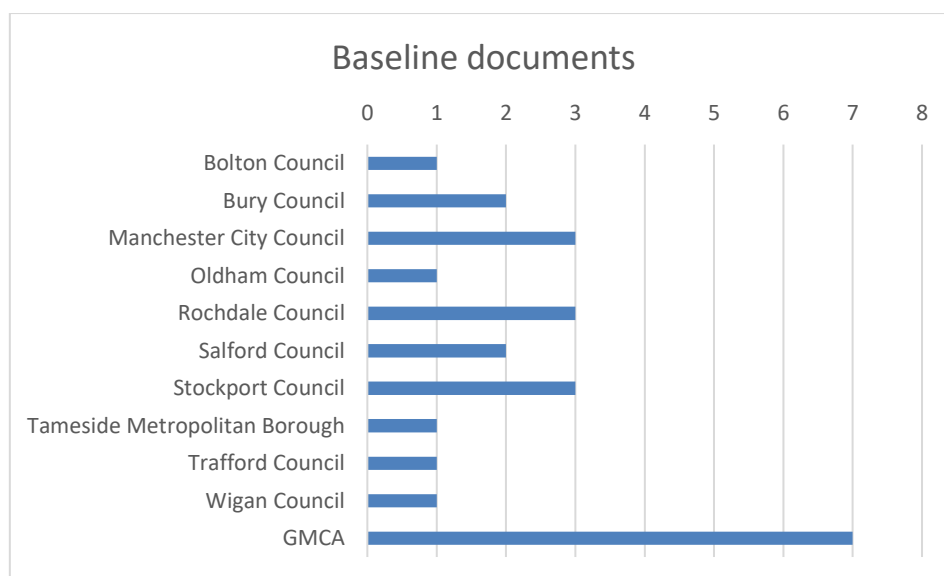 Baseline documents
0 1 2 3 4 5 6 7 8
Bolton Council
Bury Council
Manchester City Council
Oldham Council
Rochdale Council
Salford Council
Stockport Council
Tameside Metropolitan Borough
Trafford Council
Wigan Council
GMCA